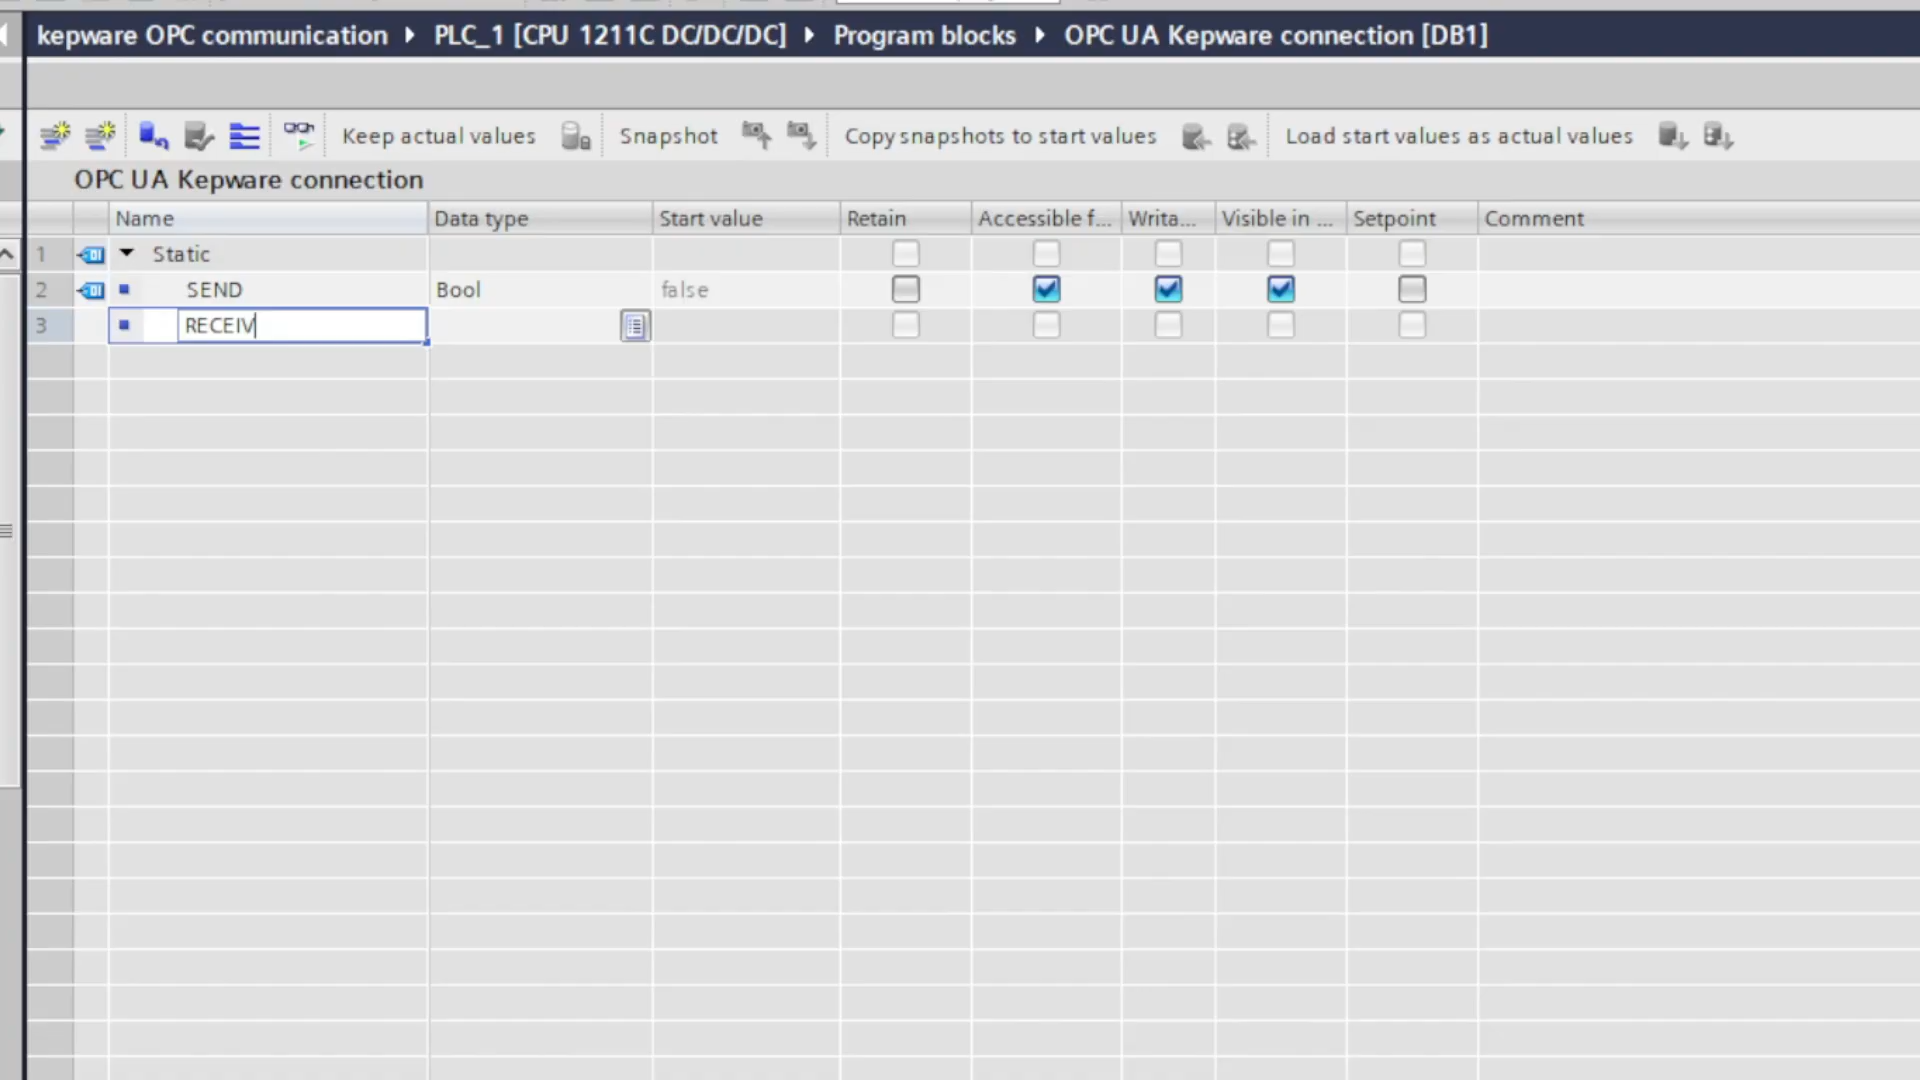 kepware OPC communication PLC_1 [CPU 1211C DC/DC/DC] Program blocks OPC UA Kepware connection [DB1]
Keep actual values Snapshot Copy snapshots to start values Load start values as actual values
OPC UA Kepware connection
Name Data type Start value Retain Accessible f... Writa... Visible in ... Setpoint Comment
1 Static
2 SEND Bool false
3 RECEIV